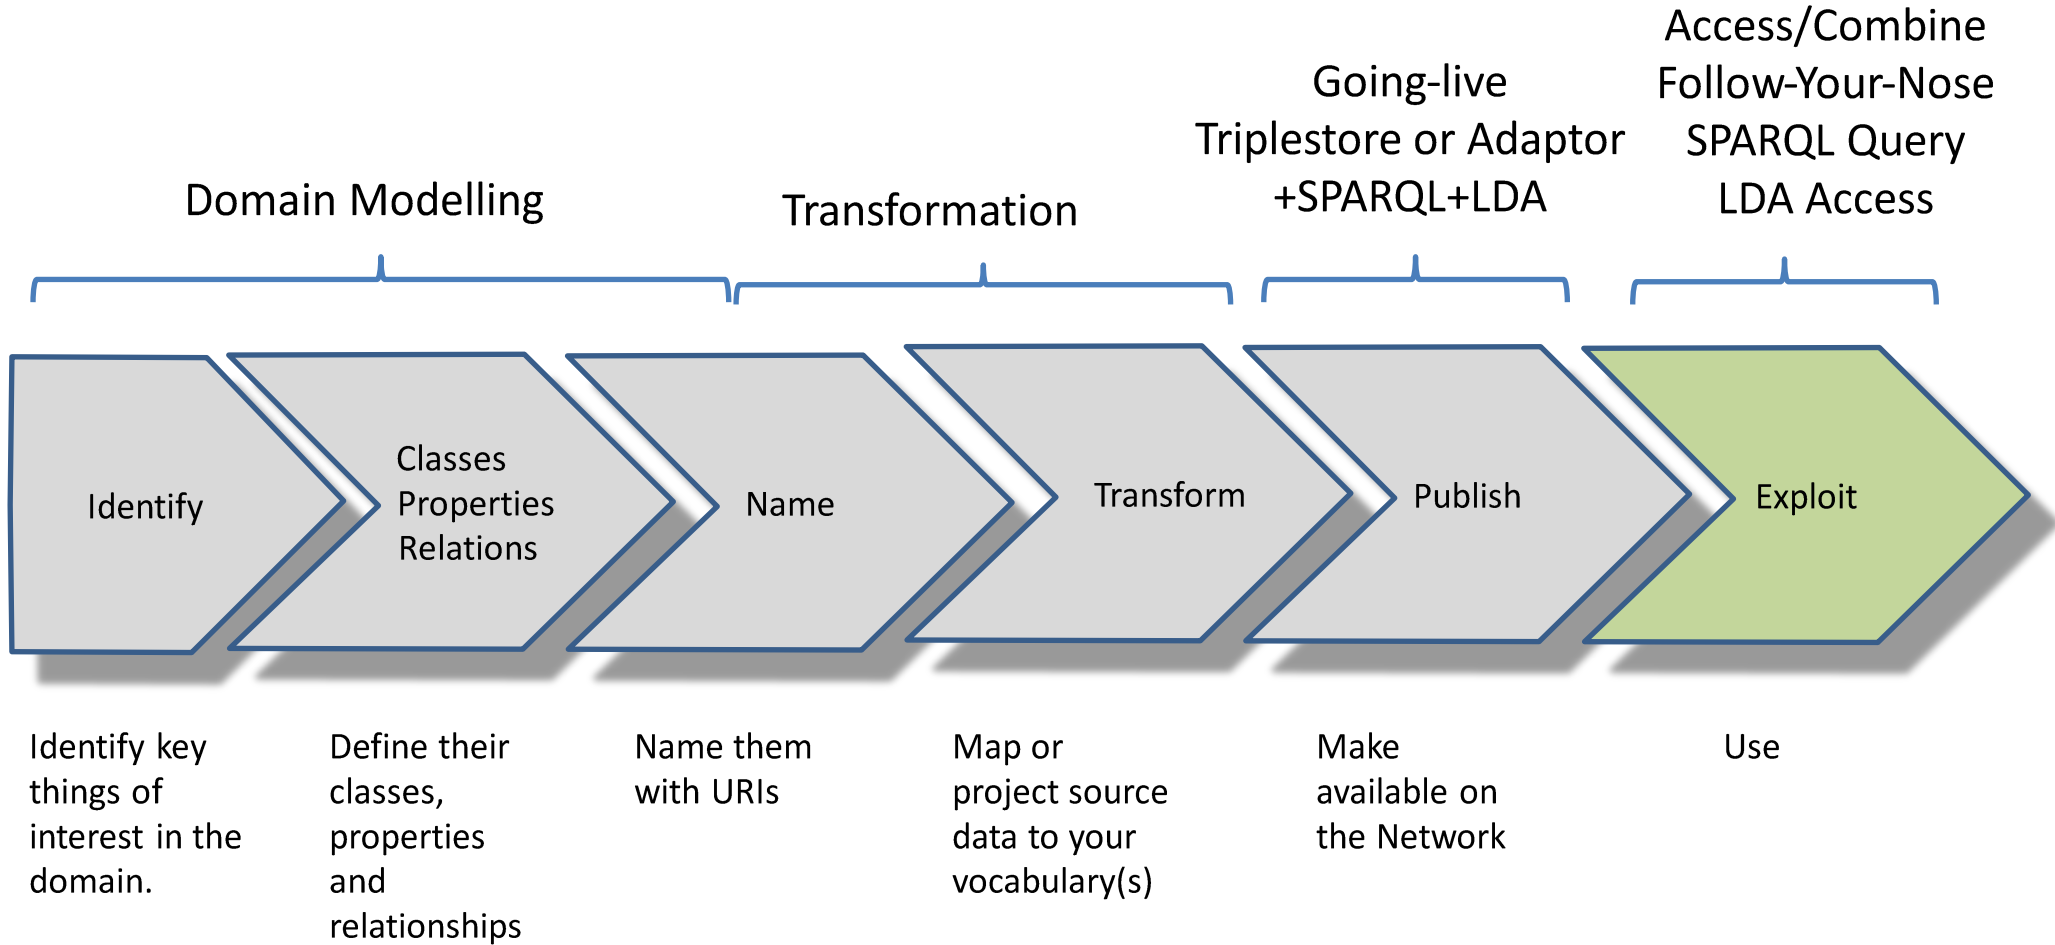 Domain Modelling
Transformation
Going-live
Triplestore or Adaptor
+SPARQL+LDA
Access/Combine
Follow-Your-Nose
SPARQL Query
LDA Access
Identify
Classes
Properties
Relations
Name
Transform
Publish
Exploit
Identify key
things of
interest in the
domain.
Define their
classes,
properties
and
relationships
Name them
with URIs
Map or
project source
data to your
vocabulary(s)
Make
available on
the Network
Use